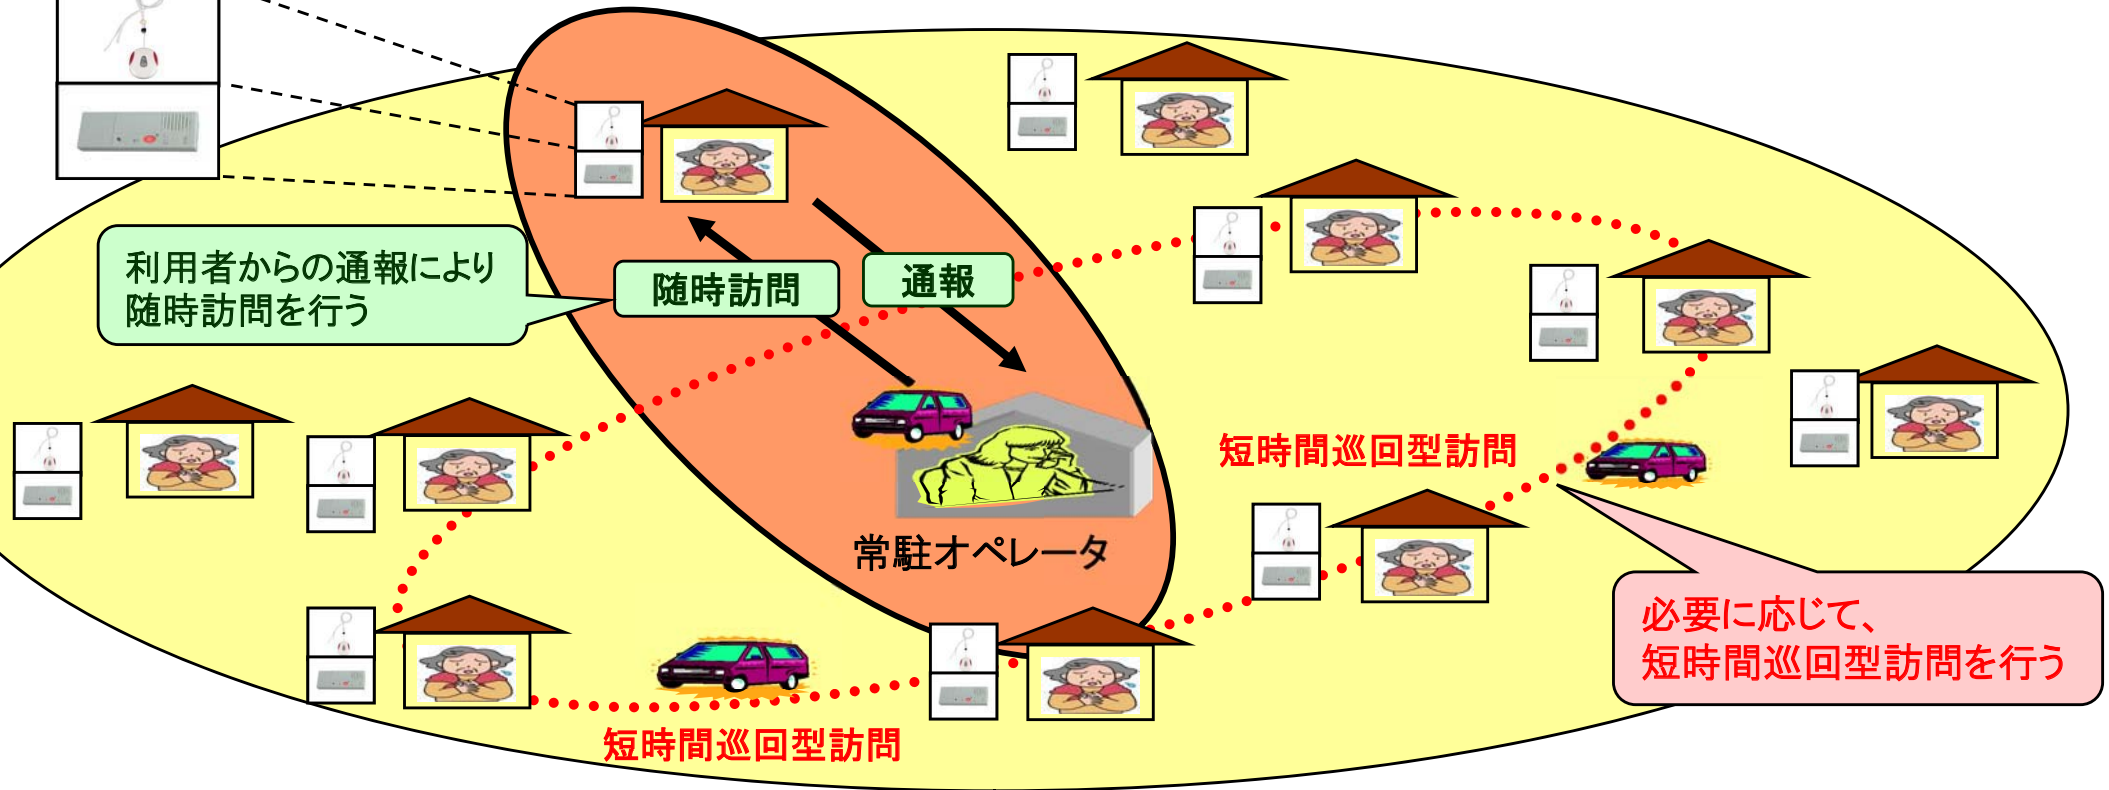 利用者からの通報により
随時訪問を行う
随時訪問
通報
短時間巡回型訪問
常駐オペレータ
必要に応じて、
短時間巡回型訪問を行う
短時間巡回型訪問